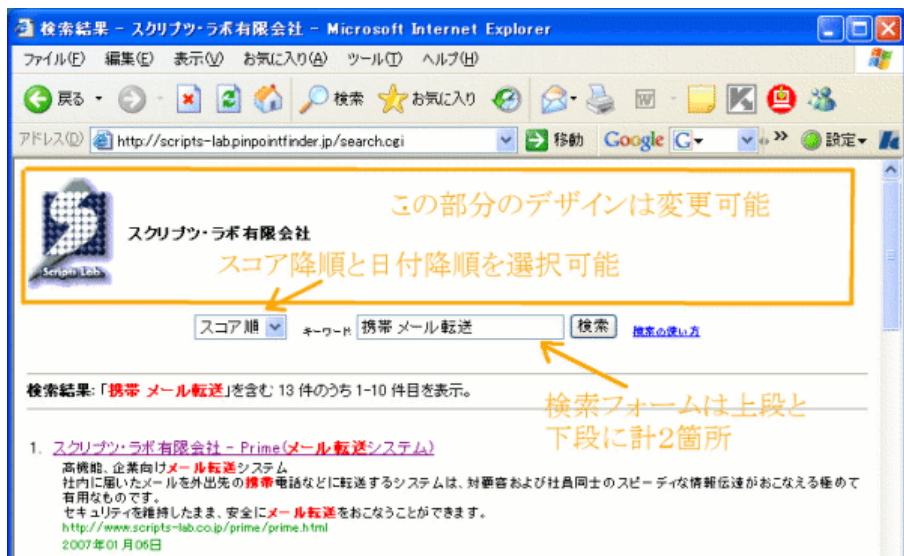 検索結果 - スクリプツ・ラボ有限会社 - Microsoft Internet Explorer
ファイル(F) 編集(E) 表示(V) お気に入り(A) ツール(T) ヘルプ(H)
戻る 検索 お気に入り
アドレス(D) http://scripts-lab.pinpointfinder.jp/search.cgi 移動 Google G 設定
この部分のデザインは変更可能
スクリプツ・ラボ有限会社
Scripts Lab
スコア降順と日付降順を選択可能
スコア順 キーワード 携帯 メール転送 検索 検索の使い方
検索結果:「携帯 メール転送」を含む 13 件のうち 1-10 件目を表示。
検索フォームは上段と
下段に計2箇所
1. スクリプツ・ラボ有限会社 - Prime(メール転送システム)
高機能、企業向けメール転送システム
社内に届いたメールを外出先の携帯電話などに転送するシステムは、対顧客および社員同士のスピーディな情報伝達がおこなえる極めて
有用なものです。
セキュリティを維持したまま、安全にメール転送をおこなうことができます。
http://www.scripts-lab.co.jp/prime/prime.html
2007年01月06日